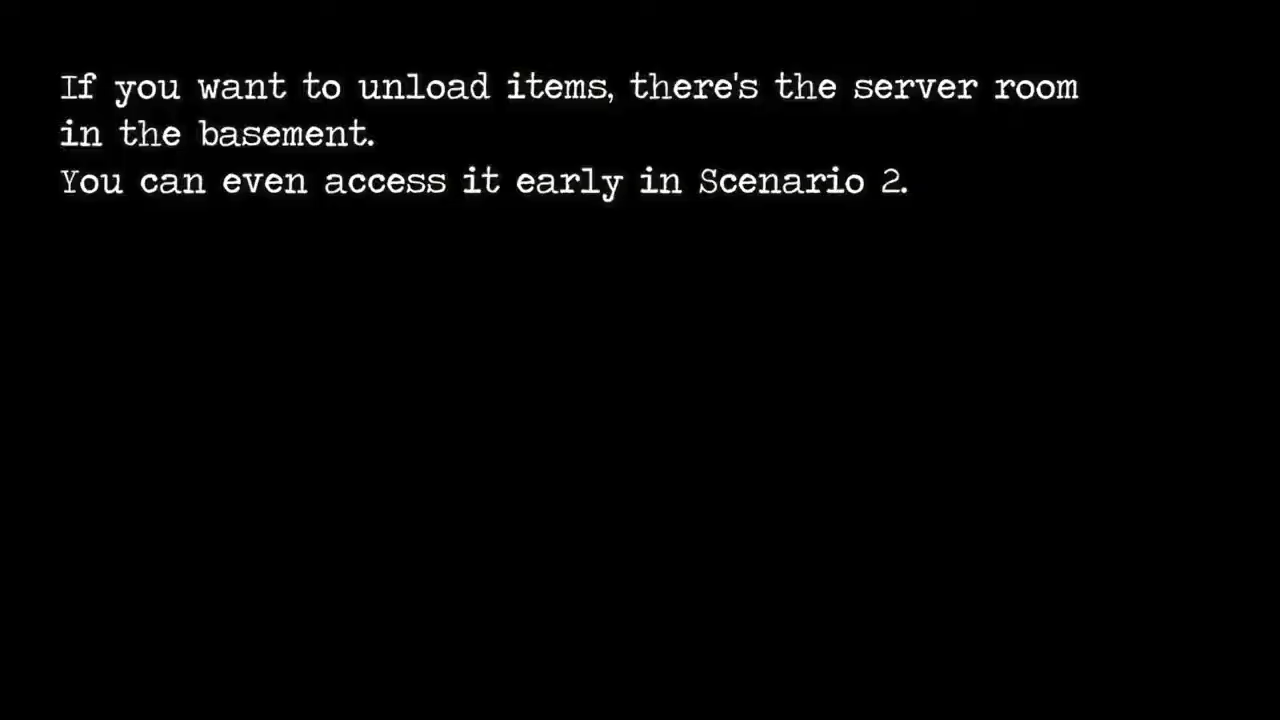 If you want to unload items, there's the server room
in the basement.
You can even access it early in Scenario 2.